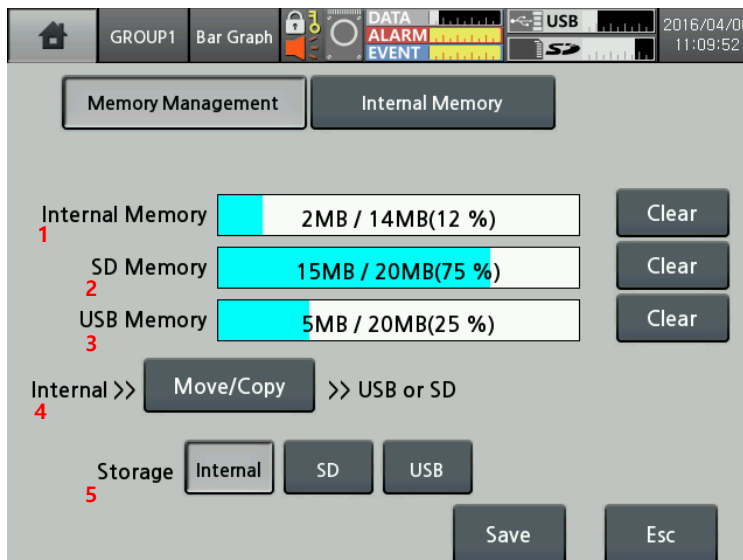 GROUP1
Bar Graph
DATA
ALARM
EVENT
USB
SD
2016/04/0
11:09:52
Memory Management
Internal Memory
Internal Memory 2MB / 14MB(12 %) Clear
1
SD Memory 15MB / 20MB(75 %) Clear
2
USB Memory 5MB / 20MB(25 %) Clear
3
Internal >> Move/Copy >> USB or SD
4
Storage Internal SD USB
5
Save Esc